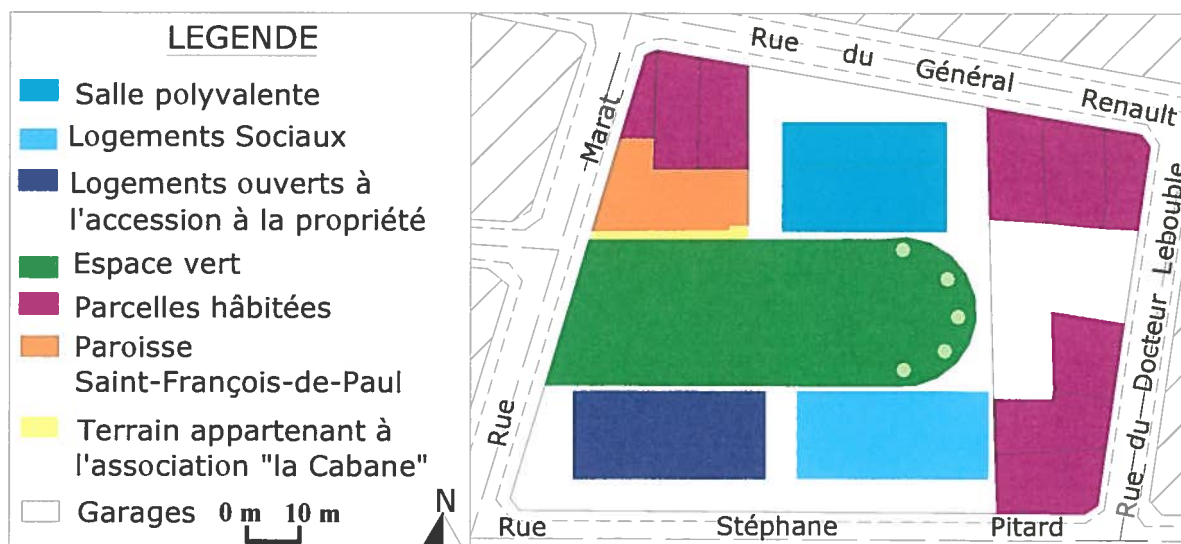 LEGENDE
Salle polyvalente
Logements Sociaux
Logements ouverts à
l'accession à la propriété
Espace vert
Parcelles hâbitées
Paroisse
Saint-François-de-Paul
Terrain appartenant à
l'association "la Cabane"
Garages 0 m 10 m
N
Rue du Général Renault
Rue Marat
Rue du Docteur Lebouble
Rue Stéphane Pitard